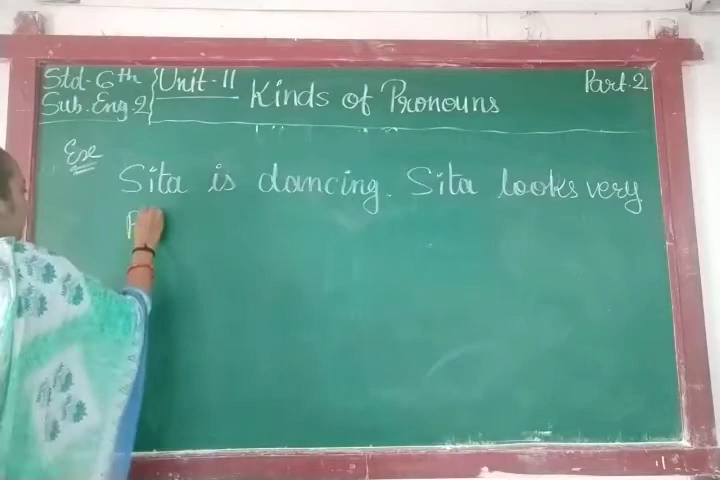 Std-6th Unit-11 Kinds of Pronouns Part-2
Sub.Eng-2
Ex
Sita is dancing. Sita looks very